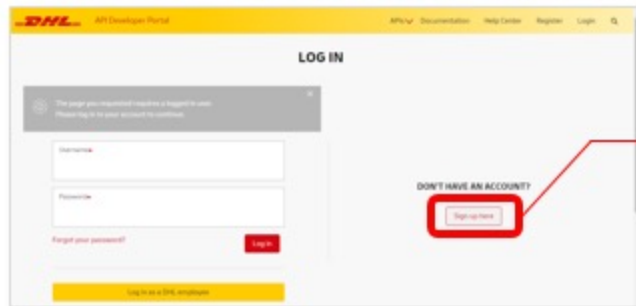 DHL API Developer Portal APIs Documentation Help Center Register Login
LOG IN
The page you requested requires a logged in user.
Please log in to your account to continue.
Username
Password
Forgot your password?
Log in
Log in as a DHL employee
DON'T HAVE AN ACCOUNT?
Sign up here